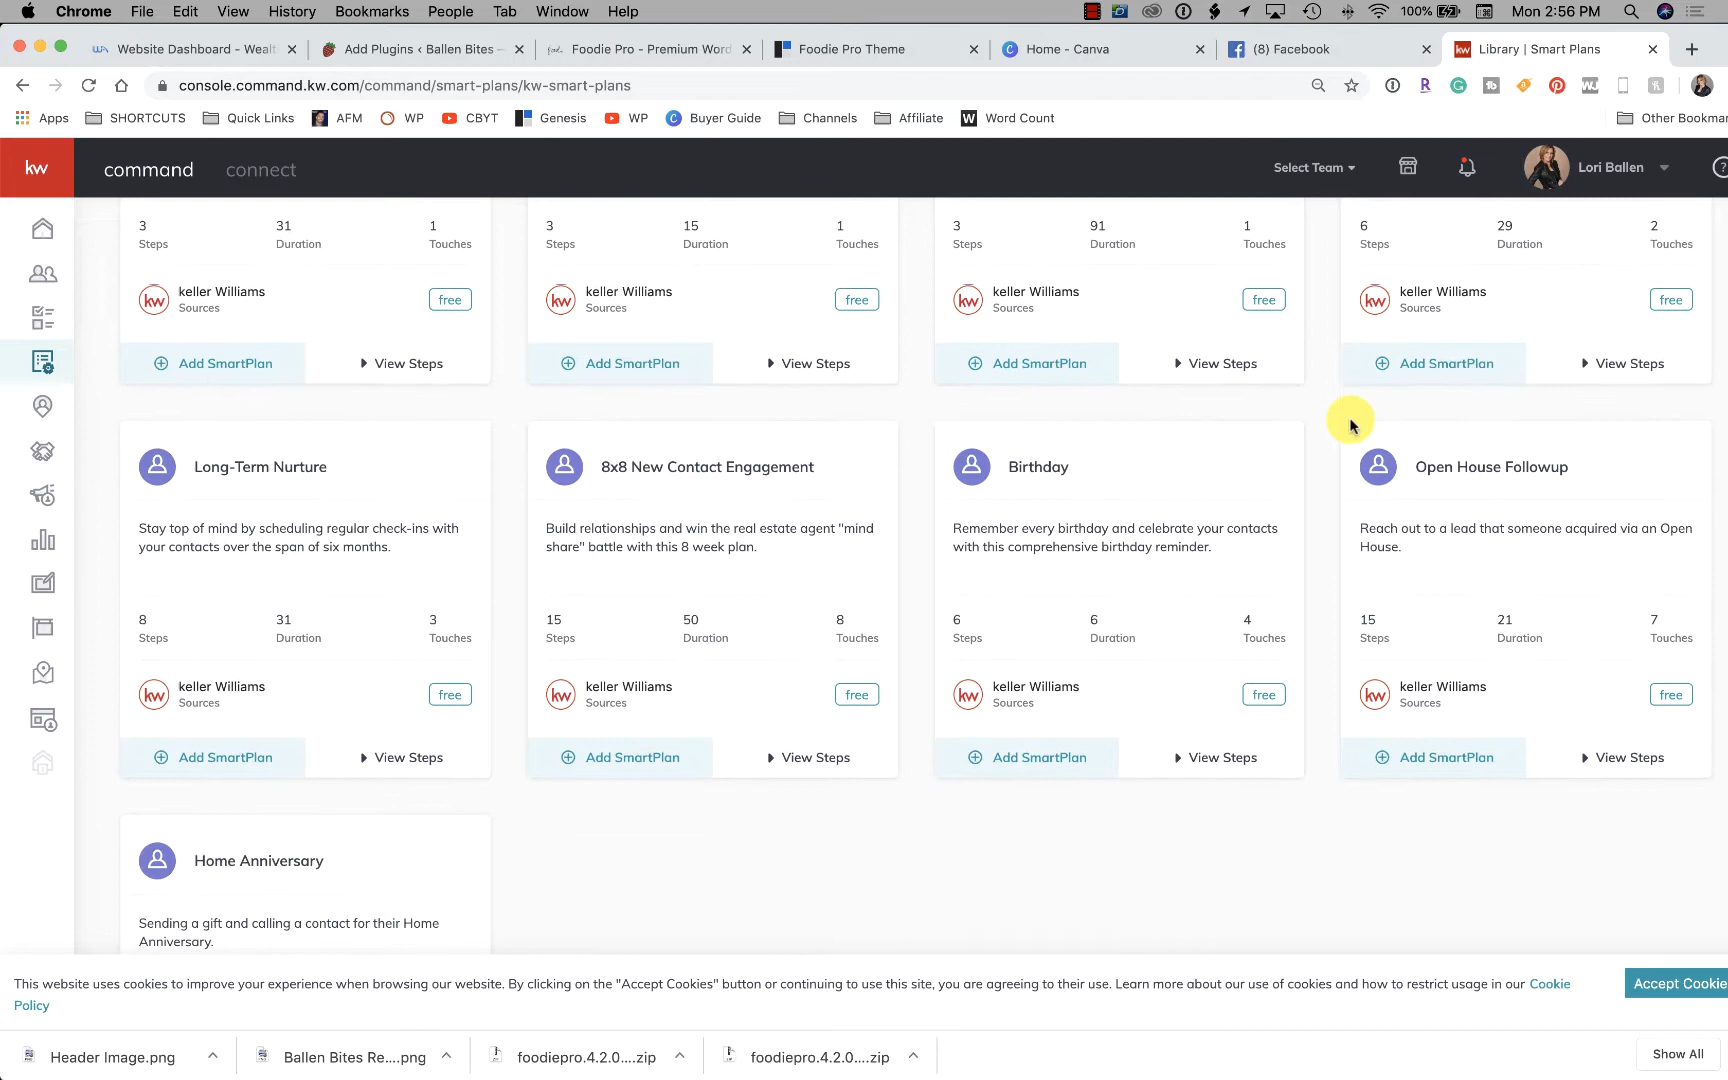 Chrome File Edit View History Bookmarks People Tab Window Help 100% Mon 2:56 PM
Website Dashboard - Wealt Add Plugins ‹ Ballen Bites — Foodie Pro - Premium Word Foodie Pro Theme Home - Canva (8) Facebook Library | Smart Plans
console.command.kw.com/command/smart-plans/kw-smart-plans
Apps SHORTCUTS Quick Links AFM WP CBYT Genesis WP Buyer Guide Channels Affiliate Word Count Other Bookmar
kw command connect Select Team Lori Ballen
3 31 1 3 15 1 3 91 1 6 29 2
Steps Duration Touches Steps Duration Touches Steps Duration Touches Steps Duration Touches
keller Williams free keller Williams free keller Williams free keller Williams free
Sources Sources Sources Sources
Add SmartPlan View Steps Add SmartPlan View Steps Add SmartPlan View Steps Add SmartPlan View Steps
Long-Term Nurture 8x8 New Contact Engagement Birthday Open House Followup
Stay top of mind by scheduling regular check-ins with Build relationships and win the real estate agent "mind Remember every birthday and celebrate your contacts Reach out to a lead that someone acquired via an Open
your contacts over the span of six months. share" battle with this 8 week plan. with this comprehensive birthday reminder. House.
8 31 3 15 50 8 6 6 4 15 21 7
Steps Duration Touches Steps Duration Touches Steps Duration Touches Steps Duration Touches
kw keller Williams free kw keller Williams free kw keller Williams free kw keller Williams free
Sources Sources Sources Sources
Add SmartPlan View Steps Add SmartPlan View Steps Add SmartPlan View Steps Add SmartPlan View Steps
Home Anniversary
Sending a gift and calling a contact for their Home
Anniversary.
This website uses cookies to improve your experience when browsing our website. By clicking on the "Accept Cookies" button or continuing to use this site, you are agreeing to their use. Learn more about our use of cookies and how to restrict usage in our Cookie Accept Cookie
Policy
Header Image.png Ballen Bites Re....png foodiepro.4.2.0....zip foodiepro.4.2.0....zip Show All